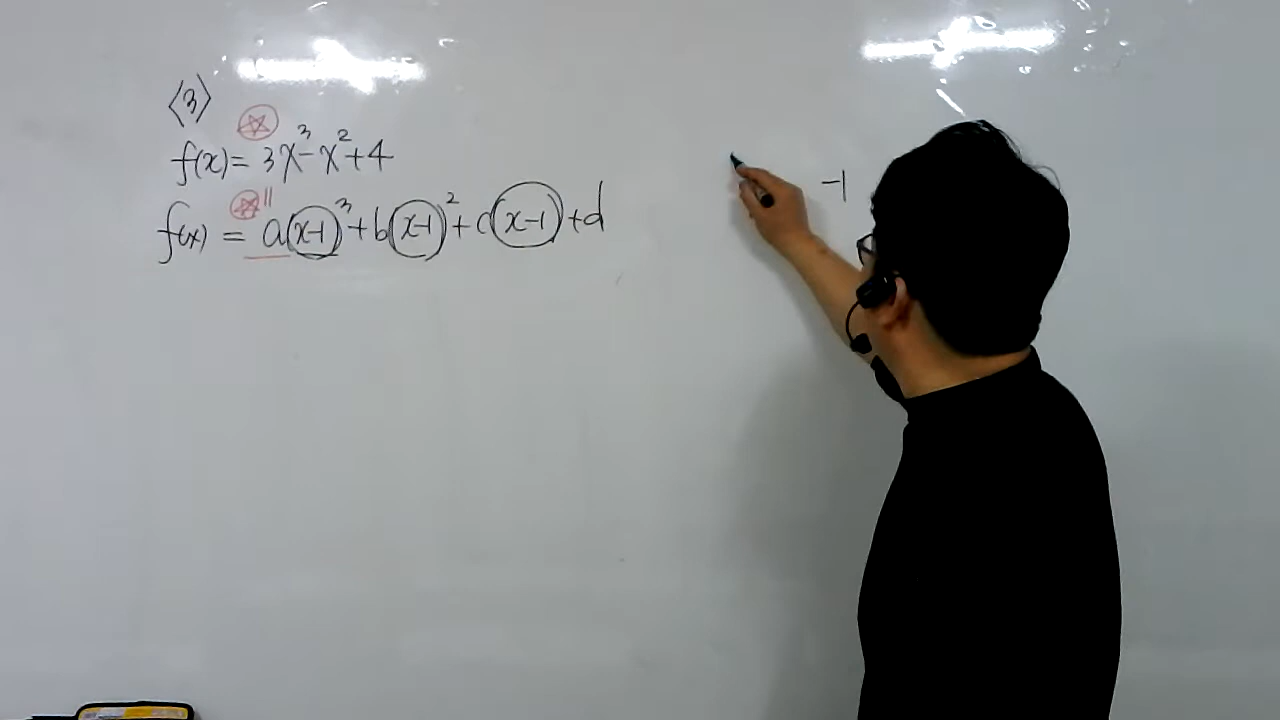 <3>
f(x)= 3x³-x²+4
f(x) = a(x-1)³+b(x-1)²+c(x-1)+d
-1